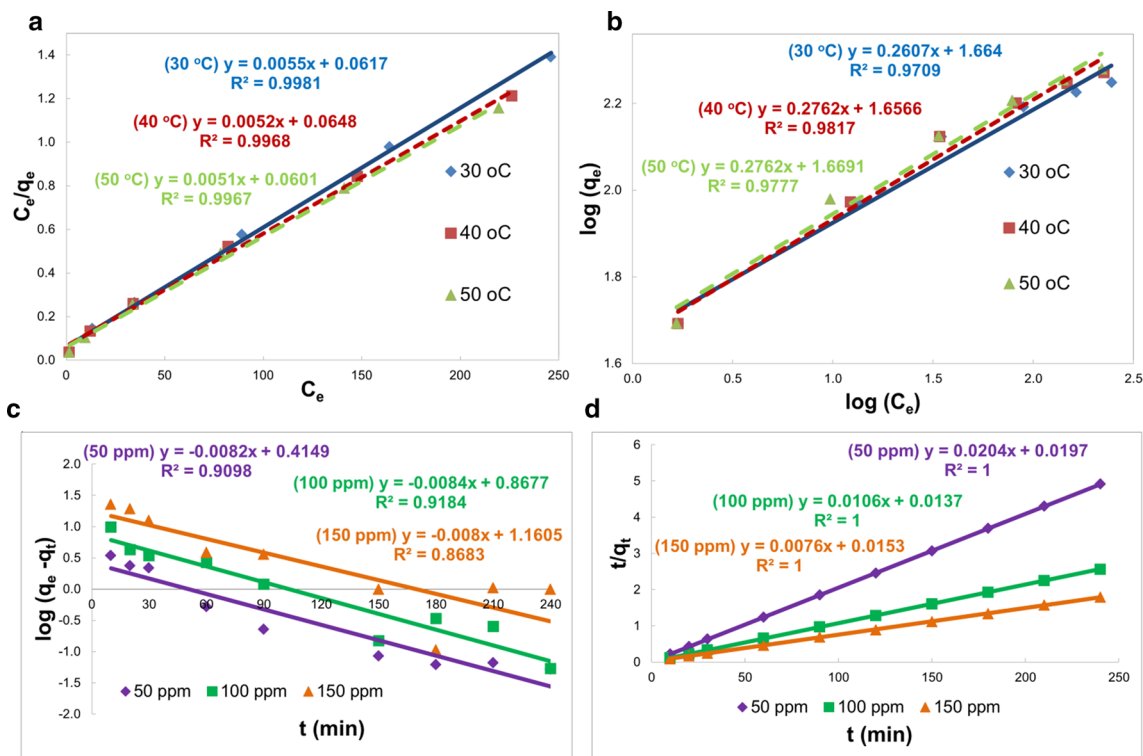 a
(30 °C) y = 0.0055x + 0.0617
R² = 0.9981
(40 °C) y = 0.0052x + 0.0648
R² = 0.9968
(50 °C) y = 0.0051x + 0.0601
R² = 0.9967
30 oC
40 oC
50 oC
Cₑ/qₑ
1.4
1.2
1.0
0.8
0.6
0.4
0.2
0.0
0 50 100 150 200 250
Cₑ
b
(30 °C) y = 0.2607x + 1.664
R² = 0.9709
(40 °C) y = 0.2762x + 1.6566
R² = 0.9817
(50 °C) y = 0.2762x + 1.6691
R² = 0.9777
30 oC
40 oC
50 oC
log (qₑ)
2.2
2.0
1.8
1.6
0.0 0.5 1.0 1.5 2.0 2.5
log (Cₑ)
c
(50 ppm) y = -0.0082x + 0.4149
R² = 0.9098
(100 ppm) y = -0.0084x + 0.8677
R² = 0.9184
(150 ppm) y = -0.008x + 1.1605
R² = 0.8683
log (qₑ -qₜ)
2.0
1.5
1.0
0.5
0.0
-0.5
-1.0
-1.5
-2.0
0 30 60 90 120 150 180 210 240
50 ppm 100 ppm 150 ppm
t (min)
d
(50 ppm) y = 0.0204x + 0.0197
R² = 1
(100 ppm) y = 0.0106x + 0.0137
R² = 1
(150 ppm) y = 0.0076x + 0.0153
R² = 1
t/qₜ
6
5
4
3
2
1
0
0 50 100 150 200 250
50 ppm 100 ppm 150 ppm
t (min)